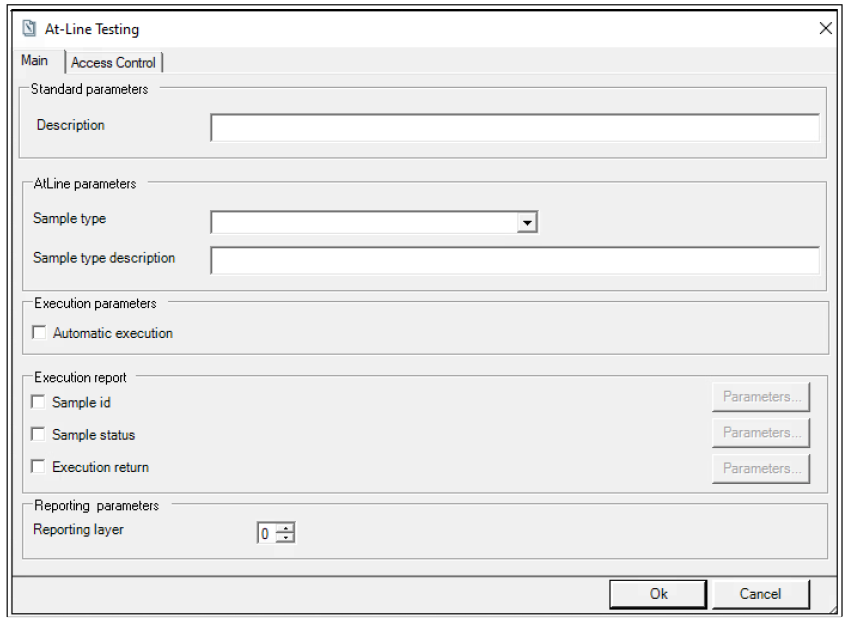 At-Line Testing
Main Access Control
Standard parameters
Description
AtLine parameters
Sample type
Sample type description
Execution parameters
Automatic execution
Execution report
Sample id Parameters...
Sample status Parameters...
Execution return Parameters...
Reporting parameters
Reporting layer 0
Ok Cancel